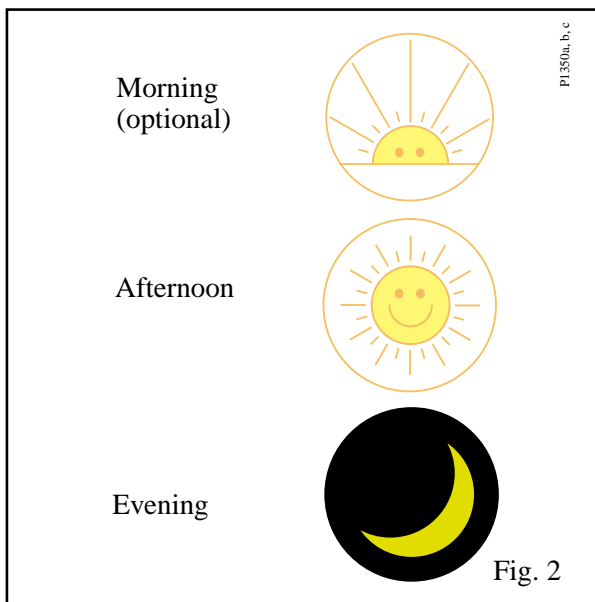 P1350a, b, c
Morning
(optional)
Afternoon
Evening
Fig. 2